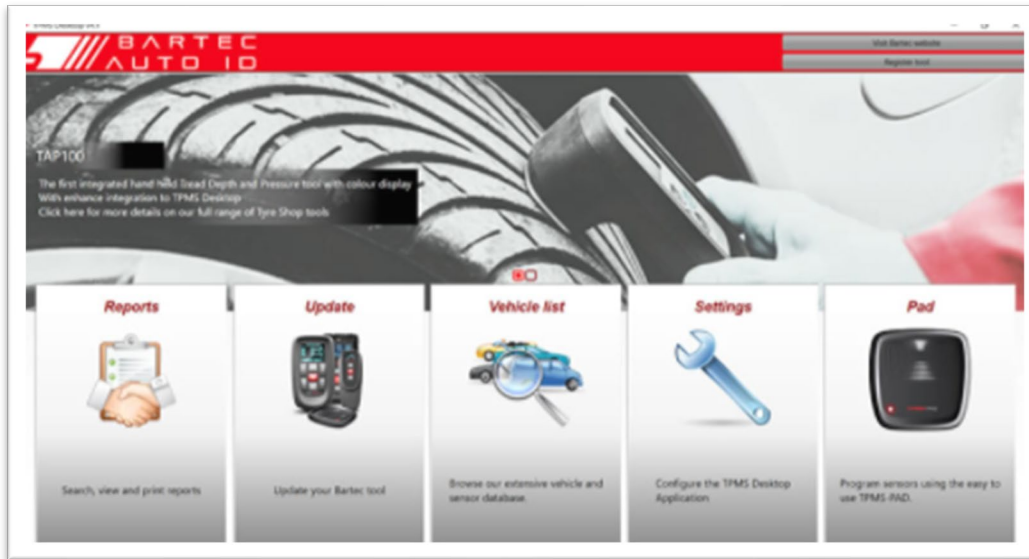 BARTEC
AUTO ID
Visit Bartec website
Register tool
TAP100
The first integrated hand held Tread Depth and Pressure tool with colour display
With enhance integration to TPMS Desktop
Click here for more details on our full range of Tyre Shop tools
Reports
Update
Vehicle list
Settings
Pad
Search, view and print reports
Update your Bartec tool
Browse our extensive vehicle and
sensor database.
Configure the TPMS Desktop
Application
Program sensors using the easy to
use TPMS-PAD.